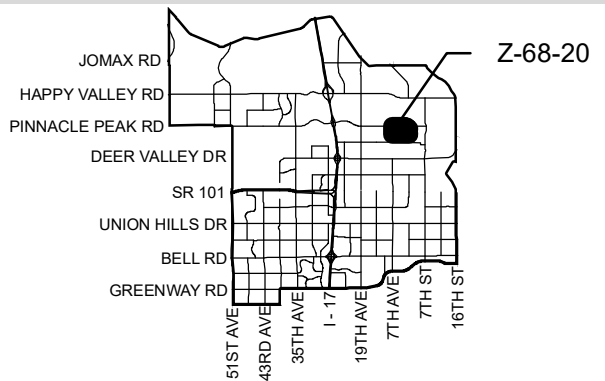 Z-68-20
JOMAX RD
HAPPY VALLEY RD
PINNACLE PEAK RD
DEER VALLEY DR
SR 101
UNION HILLS DR
BELL RD
GREENWAY RD
51ST AVE
43RD AVE
35TH AVE
I - 17
19TH AVE
7TH AVE
7TH ST
16TH ST